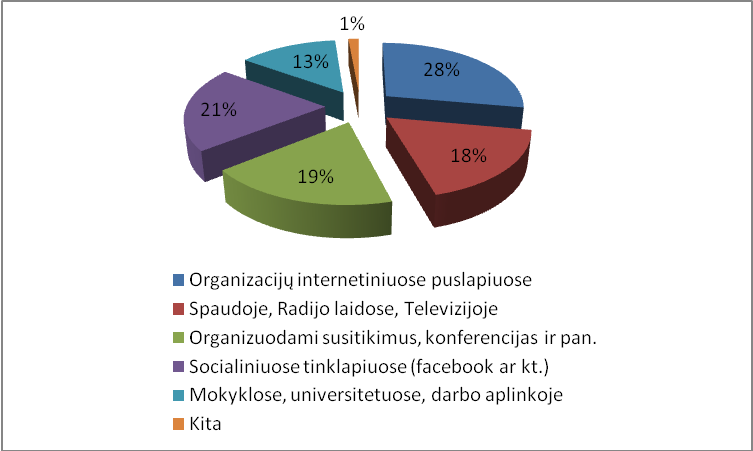 1%
13%
28%
21%
18%
19%
Organizacijų internetiniuose puslapiuose
Spaudoje, Radijo laidose, Televizijoje
Organizuodami susitikimus, konferencijas ir pan.
Socialiniuose tinklapiuose (facebook ar kt.)
Mokyklose, universitetuose, darbo aplinkoje
Kita